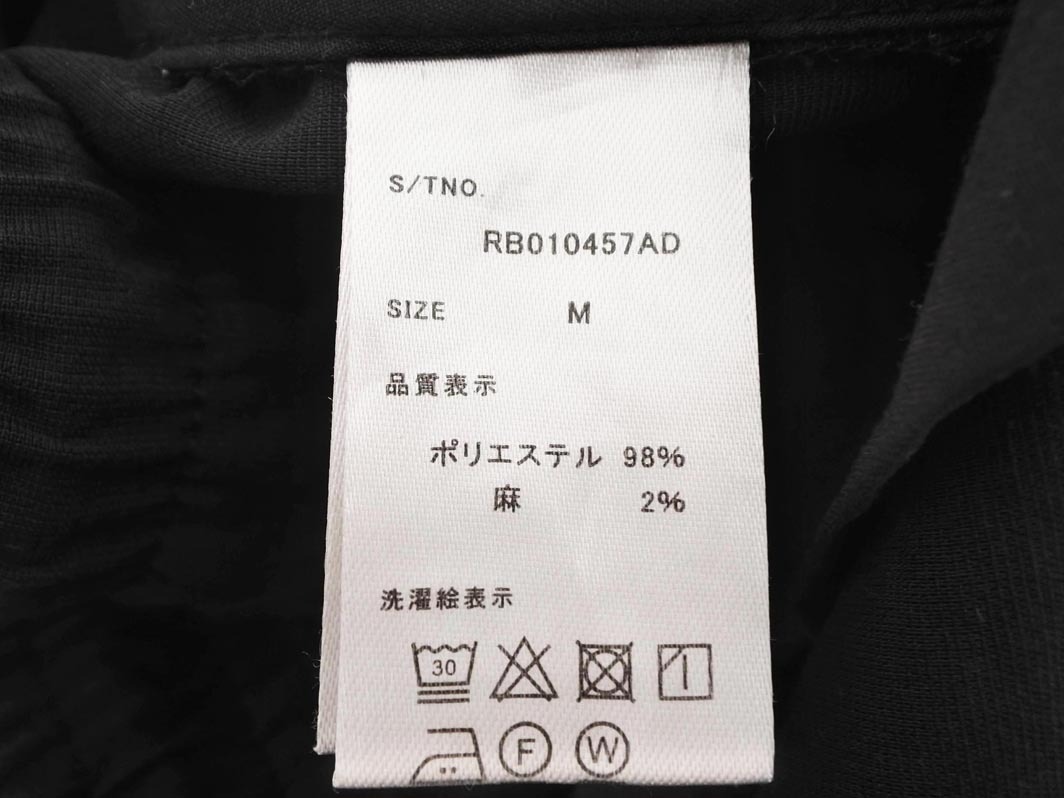 S/TNO.
RB010457AD
SIZE M
品質表示
ポリエステル 98%
麻 2%
洗濯絵表示
30
F W